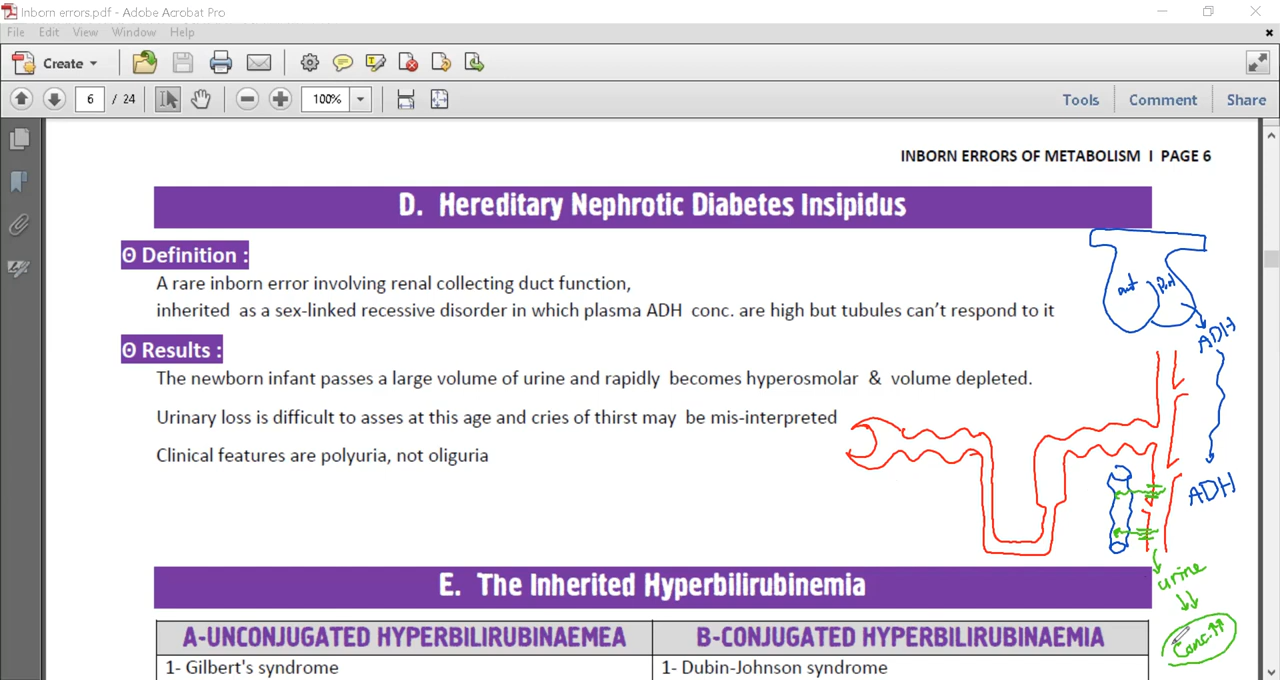 Inborn errors.pdf - Adobe Acrobat Pro
File Edit View Window Help
Create
6 / 24 100% Tools Comment Share
INBORN ERRORS OF METABOLISM I PAGE 6
D. Hereditary Nephrotic Diabetes Insipidus
ʘ Definition :
A rare inborn error involving renal collecting duct function,
inherited as a sex-linked recessive disorder in which plasma ADH conc. are high but tubules can't respond to it
ant
ADH
ʘ Results :
The newborn infant passes a large volume of urine and rapidly becomes hyperosmolar & volume depleted.
Urinary loss is difficult to asses at this age and cries of thirst may be mis-interpreted
Clinical features are polyuria, not oliguria
ADH
urine
↓↓
Conc.↑↑
E. The Inherited Hyperbilirubinemia
A-UNCONJUGATED HYPERBILIRUBINAEMEA B-CONJUGATED HYPERBILIRUBINAEMIA
1- Gilbert's syndrome 1- Dubin-Johnson syndrome